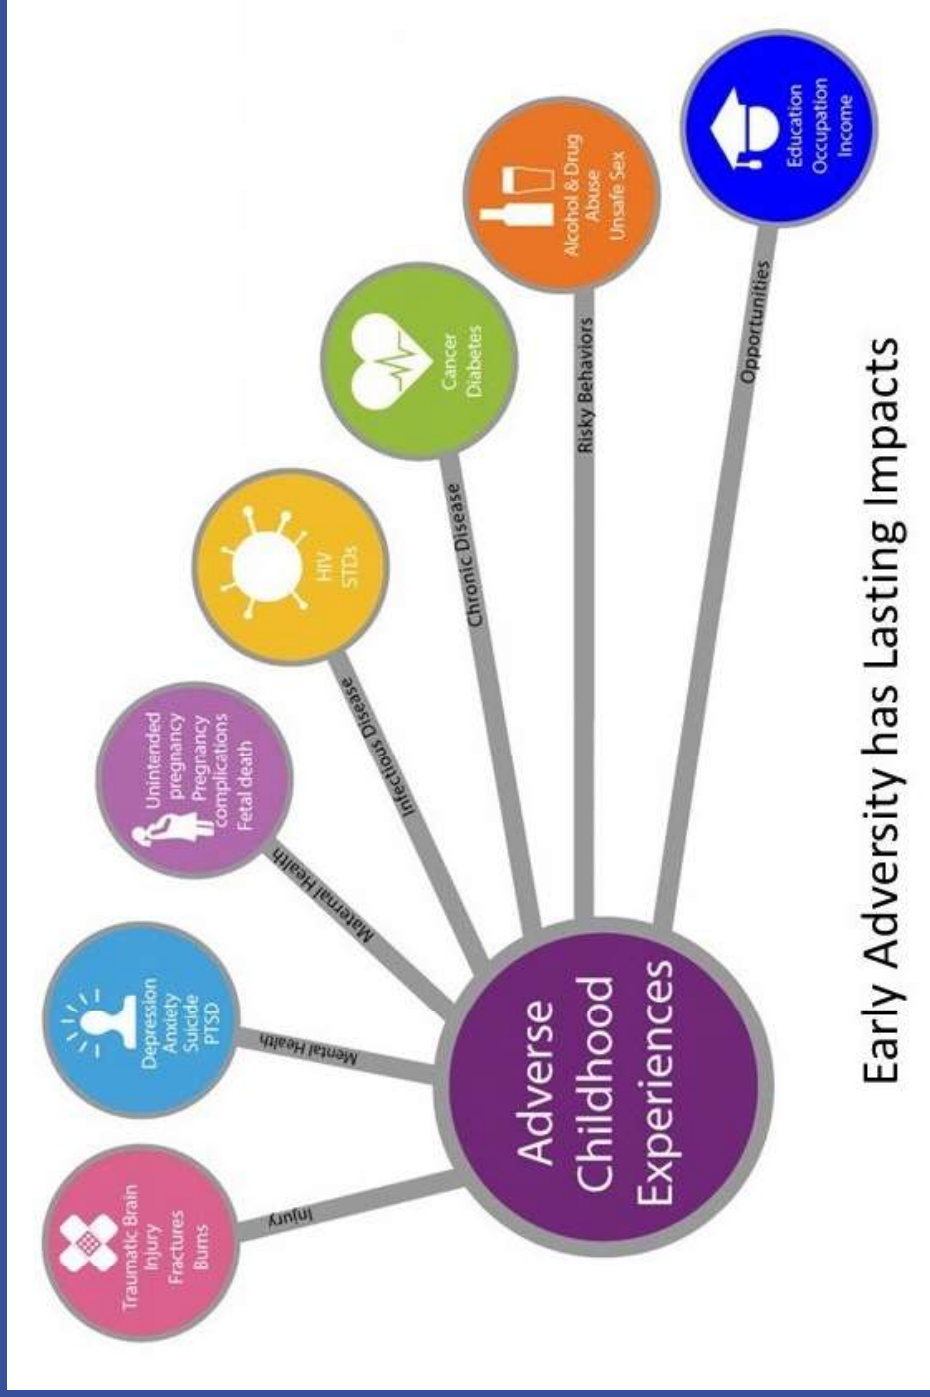 Traumatic Brain
Injury
Fractures
Burns
Injury
Depression
Anxiety
Suicide
PTSD
Mental Health
Unintended
pregnancy
Pregnancy
complications
Fetal death
Maternal Health
HIV
STDs
Infectious Disease
Cancer
Diabetes
Chronic Disease
Alcohol & Drug
Abuse
Unsafe Sex
Risky Behaviors
Education
Occupation
Income
Opportunities
Adverse
Childhood
Experiences
Early Adversity has Lasting Impacts